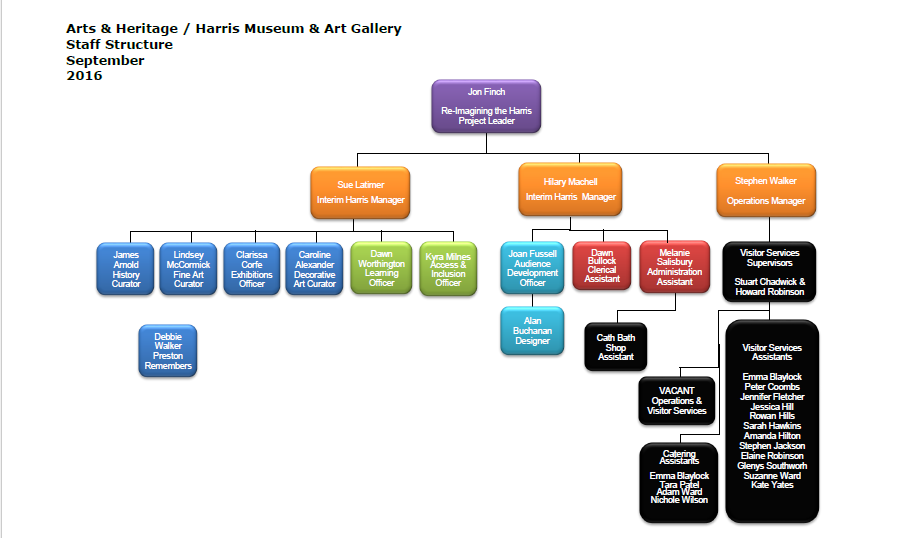 Arts & Heritage / Harris Museum & Art Gallery
Staff Structure
September
2016
Jon Finch
Re-Imagining the Harris
Project Leader
Sue Latimer
Interim Harris Manager
Hilary Machell
Interim Harris Manager
Stephen Walker
Operations Manager
James
Arnold
History
Curator
Lindsey
McCormick
Fine Art
Curator
Clarissa
Corfe
Exhibitions
Officer
Caroline
Alexander
Decorative
Art Curator
Dawn
Worthington
Learning
Officer
Kyra Milnes
Access &
Inclusion
Officer
Joan Fussell
Audience
Development
Officer
Dawn
Bullock
Clerical
Assistant
Melanie
Salisbury
Administration
Assistant
Visitor Services
Supervisors
Stuart Chadwick &
Howard Robinson
Debbie
Walker
Preston
Remembers
Alan
Buchanan
Designer
Cath Bath
Shop
Assistant
VACANT
Operations &
Visitor Services
Catering
Assistants
Emma Blaylock
Tara Patel
Adam Ward
Nichole Wilson
Visitor Services
Assistants
Emma Blaylock
Peter Coombs
Jennifer Fletcher
Jessica Hill
Rowan Hills
Sarah Hawkins
Amanda Hilton
Stephen Jackson
Elaine Robinson
Glenys Southworh
Suzanne Ward
Kate Yates